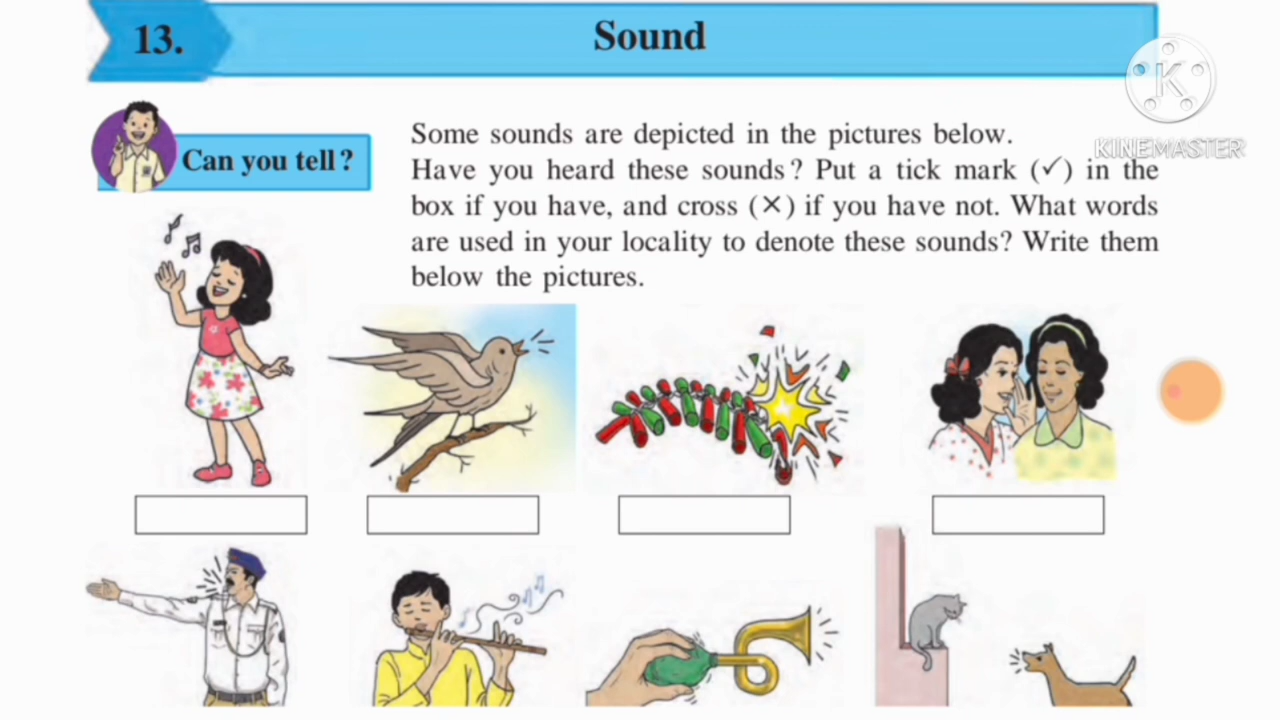 13.
Sound
KINEMASTER
Can you tell?
Some sounds are depicted in the pictures below.
Have you heard these sounds? Put a tick mark (✓) in the
box if you have, and cross (×) if you have not. What words
are used in your locality to denote these sounds? Write them
below the pictures.